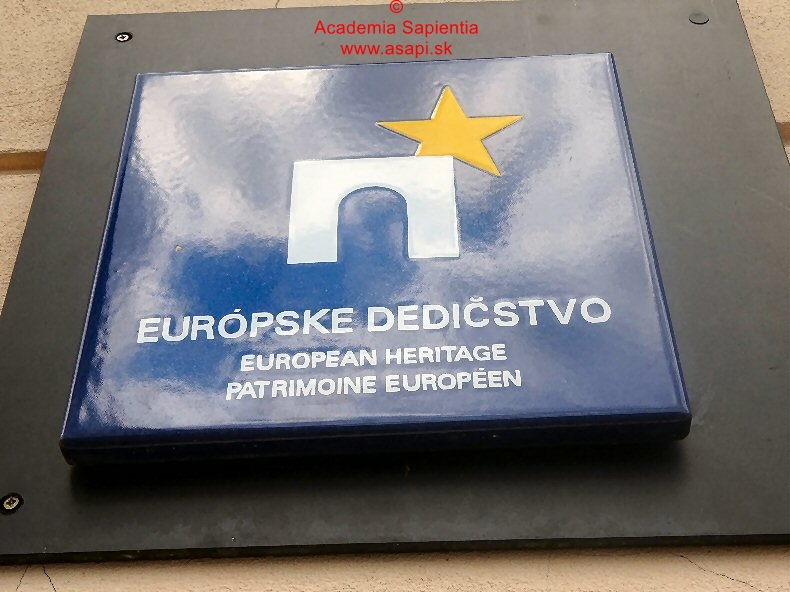 ©
Academia Sapientia
www.asapi.sk
EURÓPSKE DEDIČSTVO
EUROPEAN HERITAGE
PATRIMOINE EUROPÉEN